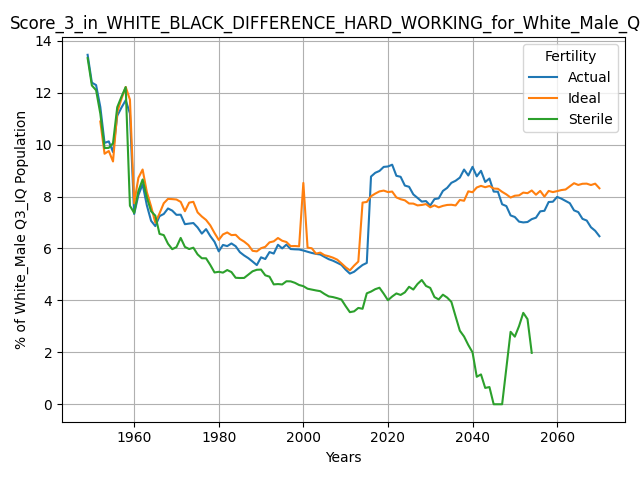 Score_3_in_WHITE_BLACK_DIFFERENCE_HARD_WORKING_for_White_Male_Q
14
12
10
8
6
4
2
0
% of White_Male Q3_IQ Population
Fertility
Actual
Ideal
Sterile
1960
1980
2000
2020
2040
2060
Years